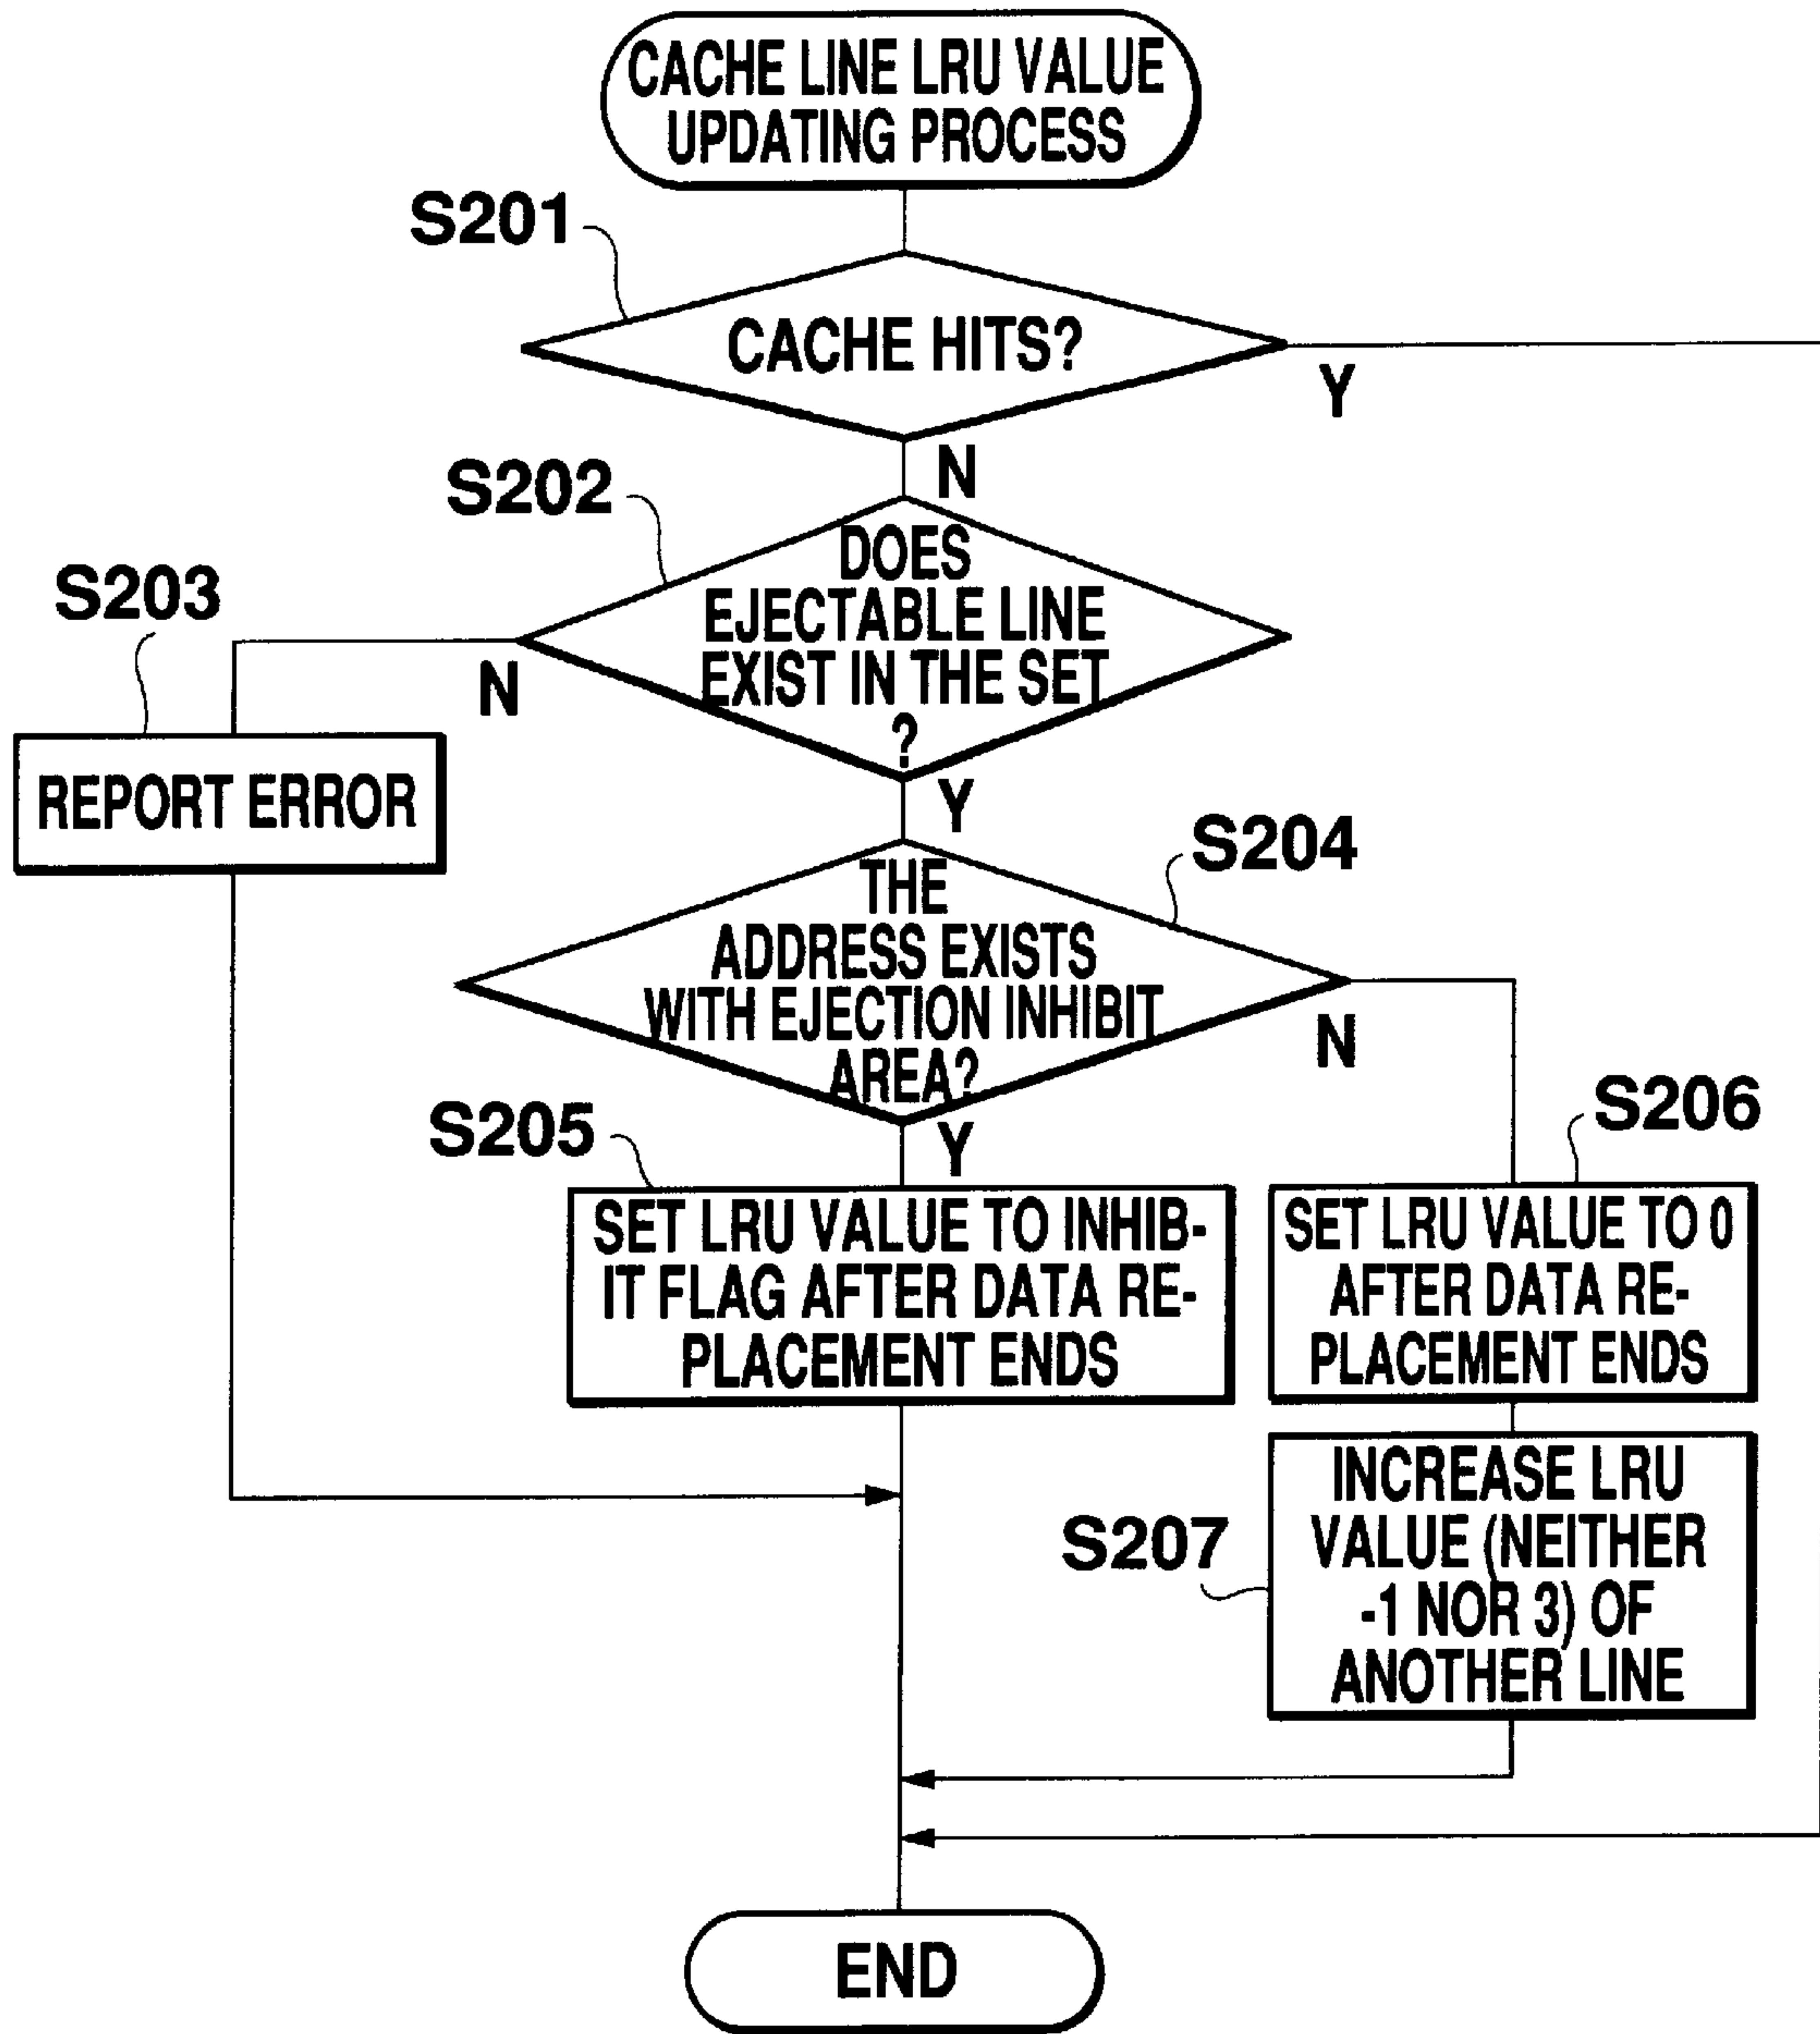 CACHE LINE LRU VALUE
UPDATING PROCESS
S201
CACHE HITS?
Y
N
S202
DOES
EJECTABLE LINE
EXIST IN THE SET
?
S203
N
REPORT ERROR
Y
S204
THE
ADDRESS EXISTS
WITH EJECTION INHIBIT
AREA?
N
S205
Y
S206
SET LRU VALUE TO INHIB-
IT FLAG AFTER DATA RE-
PLACEMENT ENDS
SET LRU VALUE TO 0
AFTER DATA RE-
PLACEMENT ENDS
S207
INCREASE LRU
VALUE (NEITHER
-1 NOR 3) OF
ANOTHER LINE
END